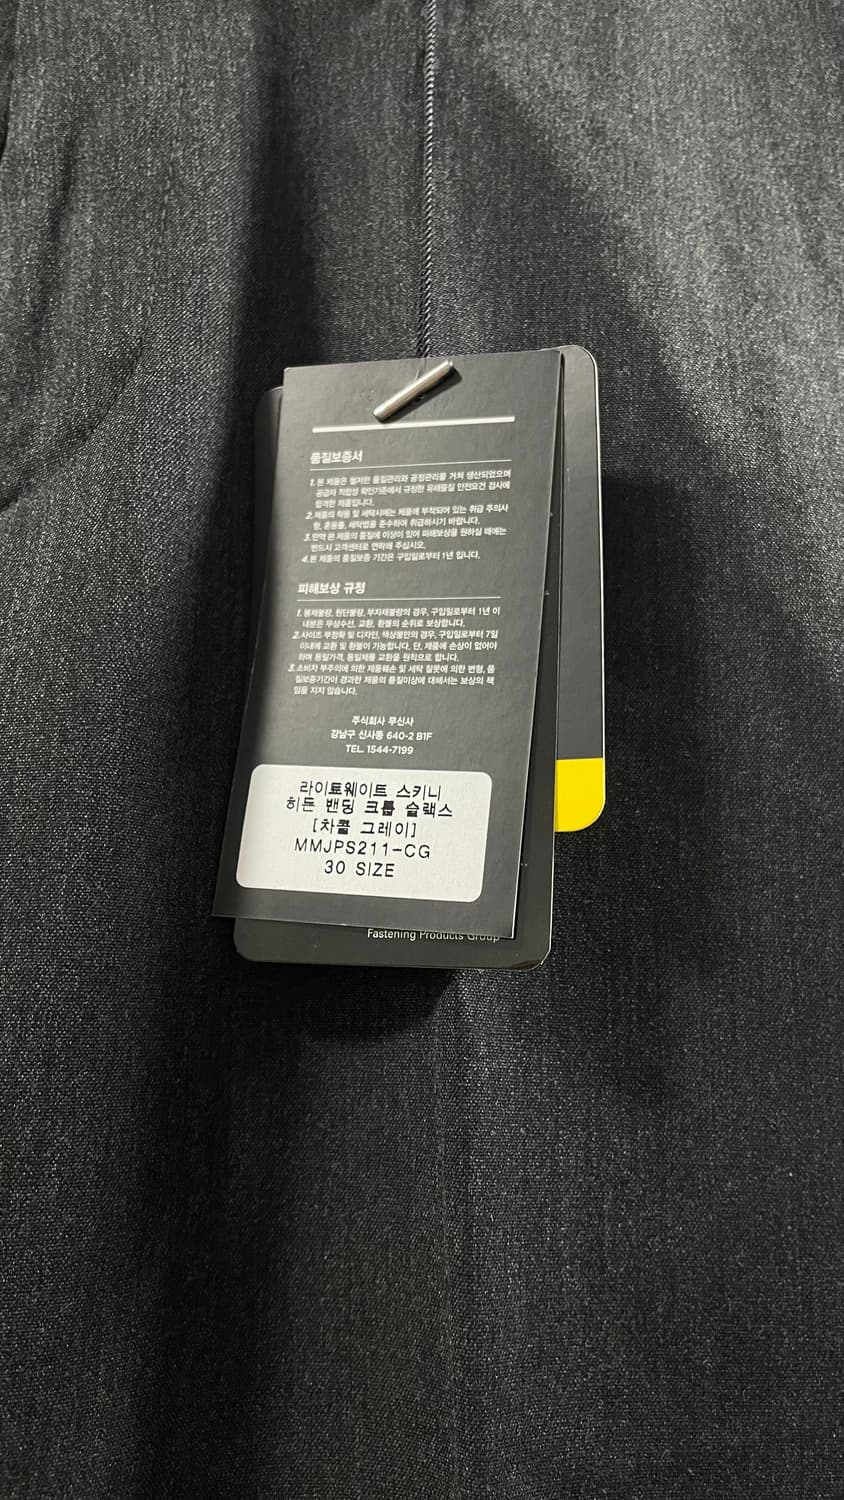 품질보증서
1. 본 제품은 철저한 품질관리와 공정관리를 거쳐 생산되었으며
공급자 적합성 확인기준에서 규정한 유해물질 안전요건 검사에
합격한 제품입니다.
2. 제품의 착용 및 세탁시에는 제품에 부착되어 있는 취급 주의사
항, 혼용률, 세탁법을 준수하여 취급하시기 바랍니다.
3. 만약 본 제품의 품질에 이상이 있어 피해보상을 원하실 때에는
반드시 고객센터로 연락해 주십시오.
4. 본 제품의 품질보증 기간은 구입일로부터 1년 입니다.
피해보상 규정
1. 봉제불량, 원단불량, 부자재불량의 경우, 구입일로부터 1년 이
내분은 무상수선, 교환, 환불의 순위로 보상합니다.
2. 사이즈 부정확 및 디자인, 색상불만의 경우, 구입일로부터 7일
이내에 교환 및 환불이 가능합니다. 단, 제품에 손상이 없어야
하며 동일가격, 동일제품 교환을 원칙으로 합니다.
3. 소비자 부주의에 의한 제품훼손 및 세탁 잘못에 의한 변형, 품
질보증기간이 경과한 제품의 품질이상에 대해서는 보상의 책
임을 지지 않습니다.
주식회사 무신사
강남구 신사동 640-2 B1F
TEL. 1544-7199
라이트웨이트 스키니
히든 밴딩 크롭 슬랙스
[차콜 그레이]
MMJPS211-CG
30 SIZE
Fastening Products Group